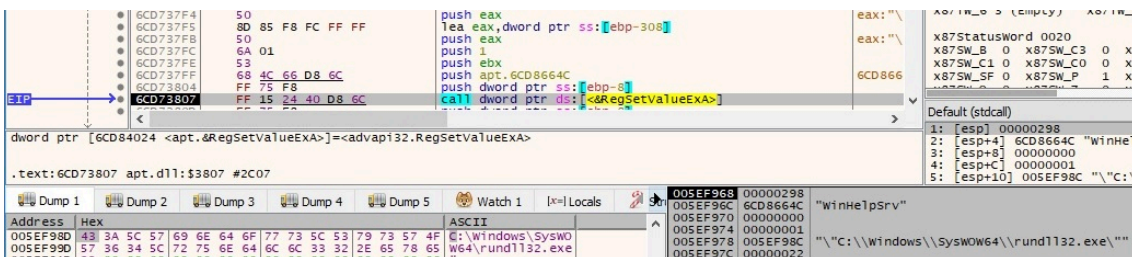 6CD737F4 50 push eax eax:"\
6CD737F5 8D 85 F8 FC FF FF lea eax,dword ptr ss:[ebp-308]
6CD737FB 50 push eax eax:"\
6CD737FC 6A 01 push 1
6CD737FE 53 push ebx
6CD737FF 68 4C 66 D8 6C push apt.6CD8664C 6CD866
6CD73804 FF 75 F8 push dword ptr ss:[ebp-8]
EIP 6CD73807 FF 15 24 40 D8 6C call dword ptr ds:[<&RegSetValueExA>]
x87StatusWord 0020
x87SW_B 0 x87SW_C3 0 x
x87SW_C1 0 x87SW_C0 0 x
x87SW_SF 0 x87SW_P 1 x
dword ptr [6CD84024 <apt.&RegSetValueExA>]=<advapi32.RegSetValueExA>
.text:6CD73807 apt.dll:$3807 #2C07
Default (stdcall)
1: [esp] 00000298
2: [esp+4] 6CD8664C "WinHel
3: [esp+8] 00000000
4: [esp+C] 00000001
5: [esp+10] 005EF98C "\"C:\
Dump 1 Dump 2 Dump 3 Dump 4 Dump 5 Watch 1 [x=] Locals
Address Hex ASCII
005EF98D 43 3A 5C 57 69 6E 64 6F 77 73 5C 53 79 73 57 4F C:\Windows\SysWO
005EF99D 57 36 34 5C 72 75 6E 64 6C 6C 33 32 2E 65 78 65 W64\rundll32.exe
005EF968 00000298
005EF96C 6CD8664C "WinHelpSrv"
005EF970 00000000
005EF974 00000001
005EF978 005EF98C "\"C:\\Windows\\SysWOW64\\rundll32.exe\""
005EF97C 00000022